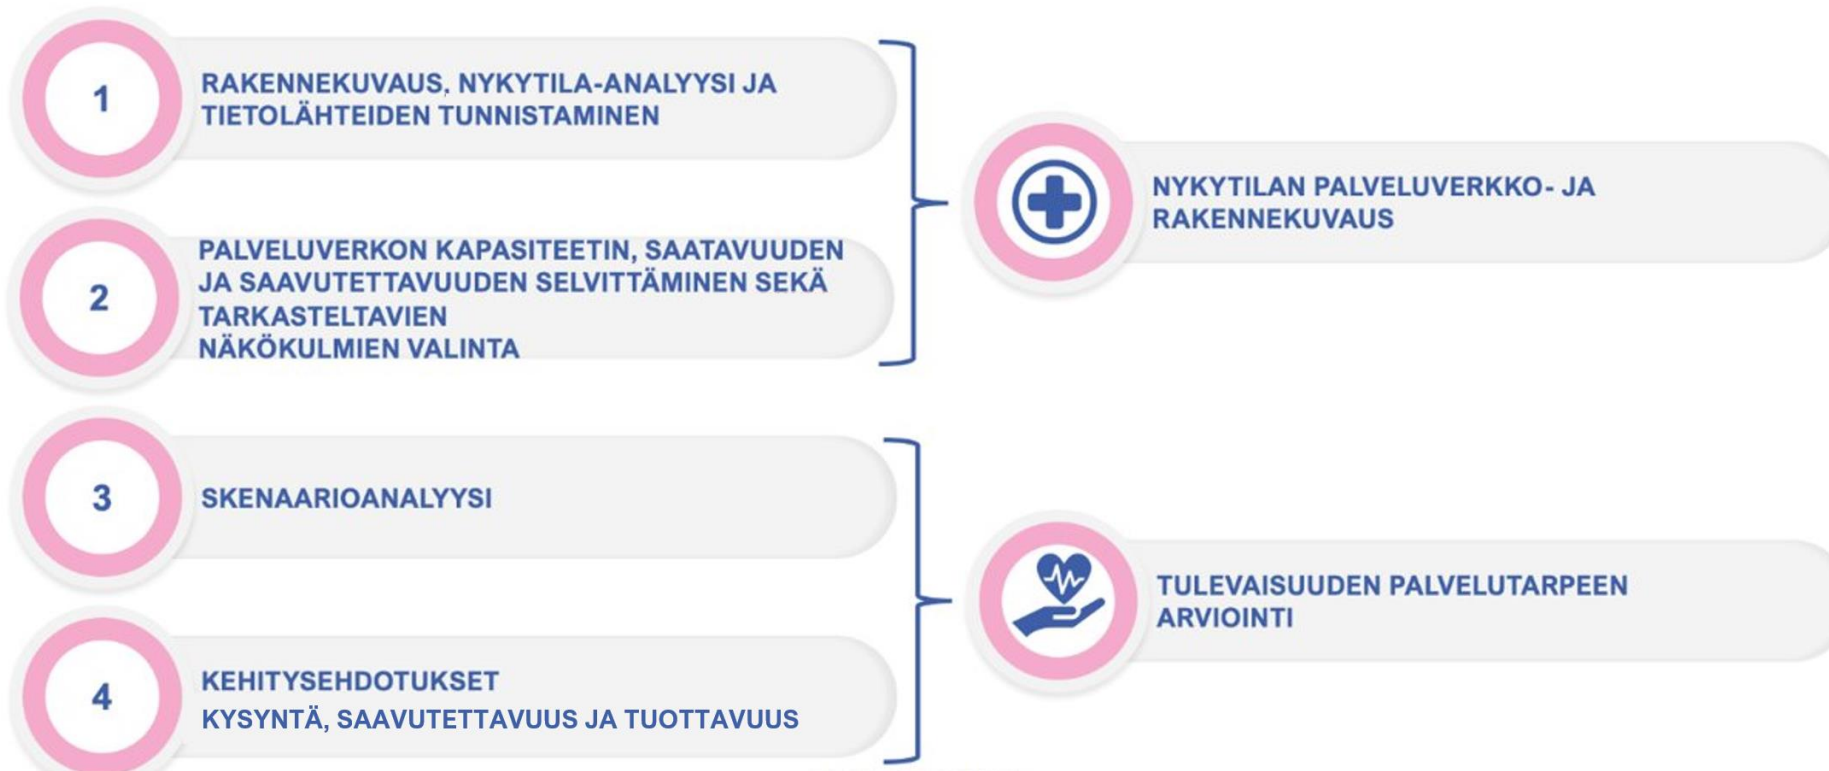 1
RAKENNEKUVAUS, NYKYTILA-ANALYYSI JA
TIETOLÄHTEIDEN TUNNISTAMINEN
2
PALVELUVERKON KAPASITEETIN, SAATAVUUDEN
JA SAAVUTETTAVUUDEN SELVITTÄMINEN SEKÄ
TARKASTELTAVIEN
NÄKÖKULMIEN VALINTA
NYKYTILAN PALVELUVERKKO- JA
RAKENNEKUVAUS
3
SKENAARIOANALYYSI
4
KEHITYSEHDOTUKSET
KYSYNTÄ, SAAVUTETTAVUUS JA TUOTTAVUUS
TULEVAISUUDEN PALVELUTARPEEN
ARVIOINTI